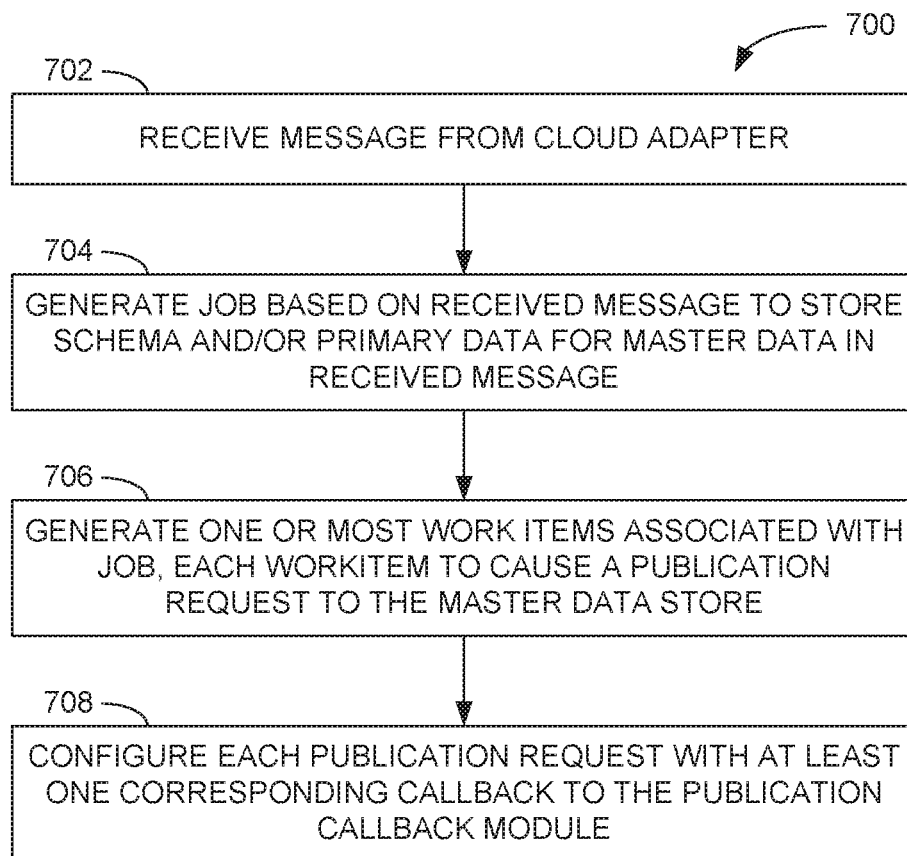 700
702
RECEIVE MESSAGE FROM CLOUD ADAPTER
704
GENERATE JOB BASED ON RECEIVED MESSAGE TO STORE
SCHEMA AND/OR PRIMARY DATA FOR MASTER DATA IN
RECEIVED MESSAGE
706
GENERATE ONE OR MOST WORK ITEMS ASSOCIATED WITH
JOB, EACH WORKITEM TO CAUSE A PUBLICATION
REQUEST TO THE MASTER DATA STORE
708
CONFIGURE EACH PUBLICATION REQUEST WITH AT LEAST
ONE CORRESPONDING CALLBACK TO THE PUBLICATION
CALLBACK MODULE